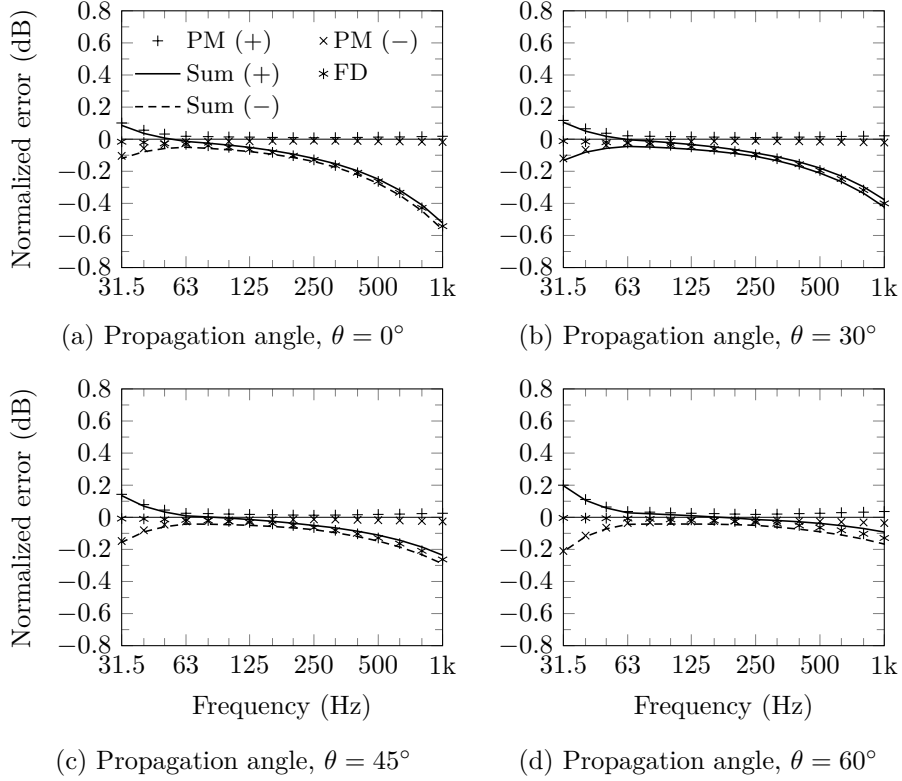 Normalized error (dB)
0.8
0.6
0.4
0.2
0
−0.2
−0.4
−0.6
−0.8
PM (+)
PM (−)
Sum (+)
FD
Sum (−)
31.5 63 125 250 500 1k
(a) Propagation angle, θ = 0°
0.8
0.6
0.4
0.2
0
−0.2
−0.4
−0.6
−0.8
31.5 63 125 250 500 1k
(b) Propagation angle, θ = 30°
Normalized error (dB)
0.8
0.6
0.4
0.2
0
−0.2
−0.4
−0.6
−0.8
31.5 63 125 250 500 1k
Frequency (Hz)
(c) Propagation angle, θ = 45°
0.8
0.6
0.4
0.2
0
−0.2
−0.4
−0.6
−0.8
31.5 63 125 250 500 1k
Frequency (Hz)
(d) Propagation angle, θ = 60°